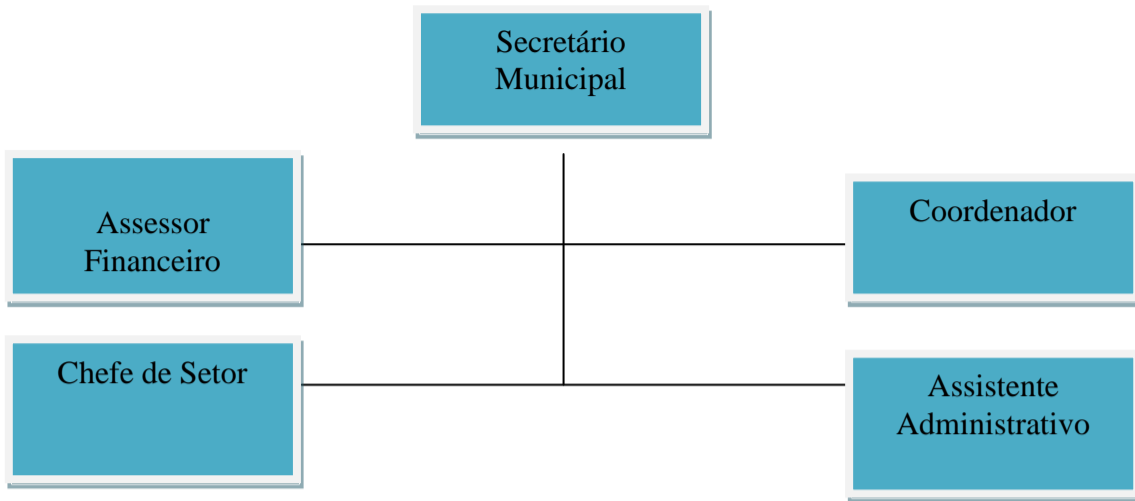 Secretário
Municipal
Assessor
Financeiro
Coordenador
Chefe de Setor
Assistente
Administrativo